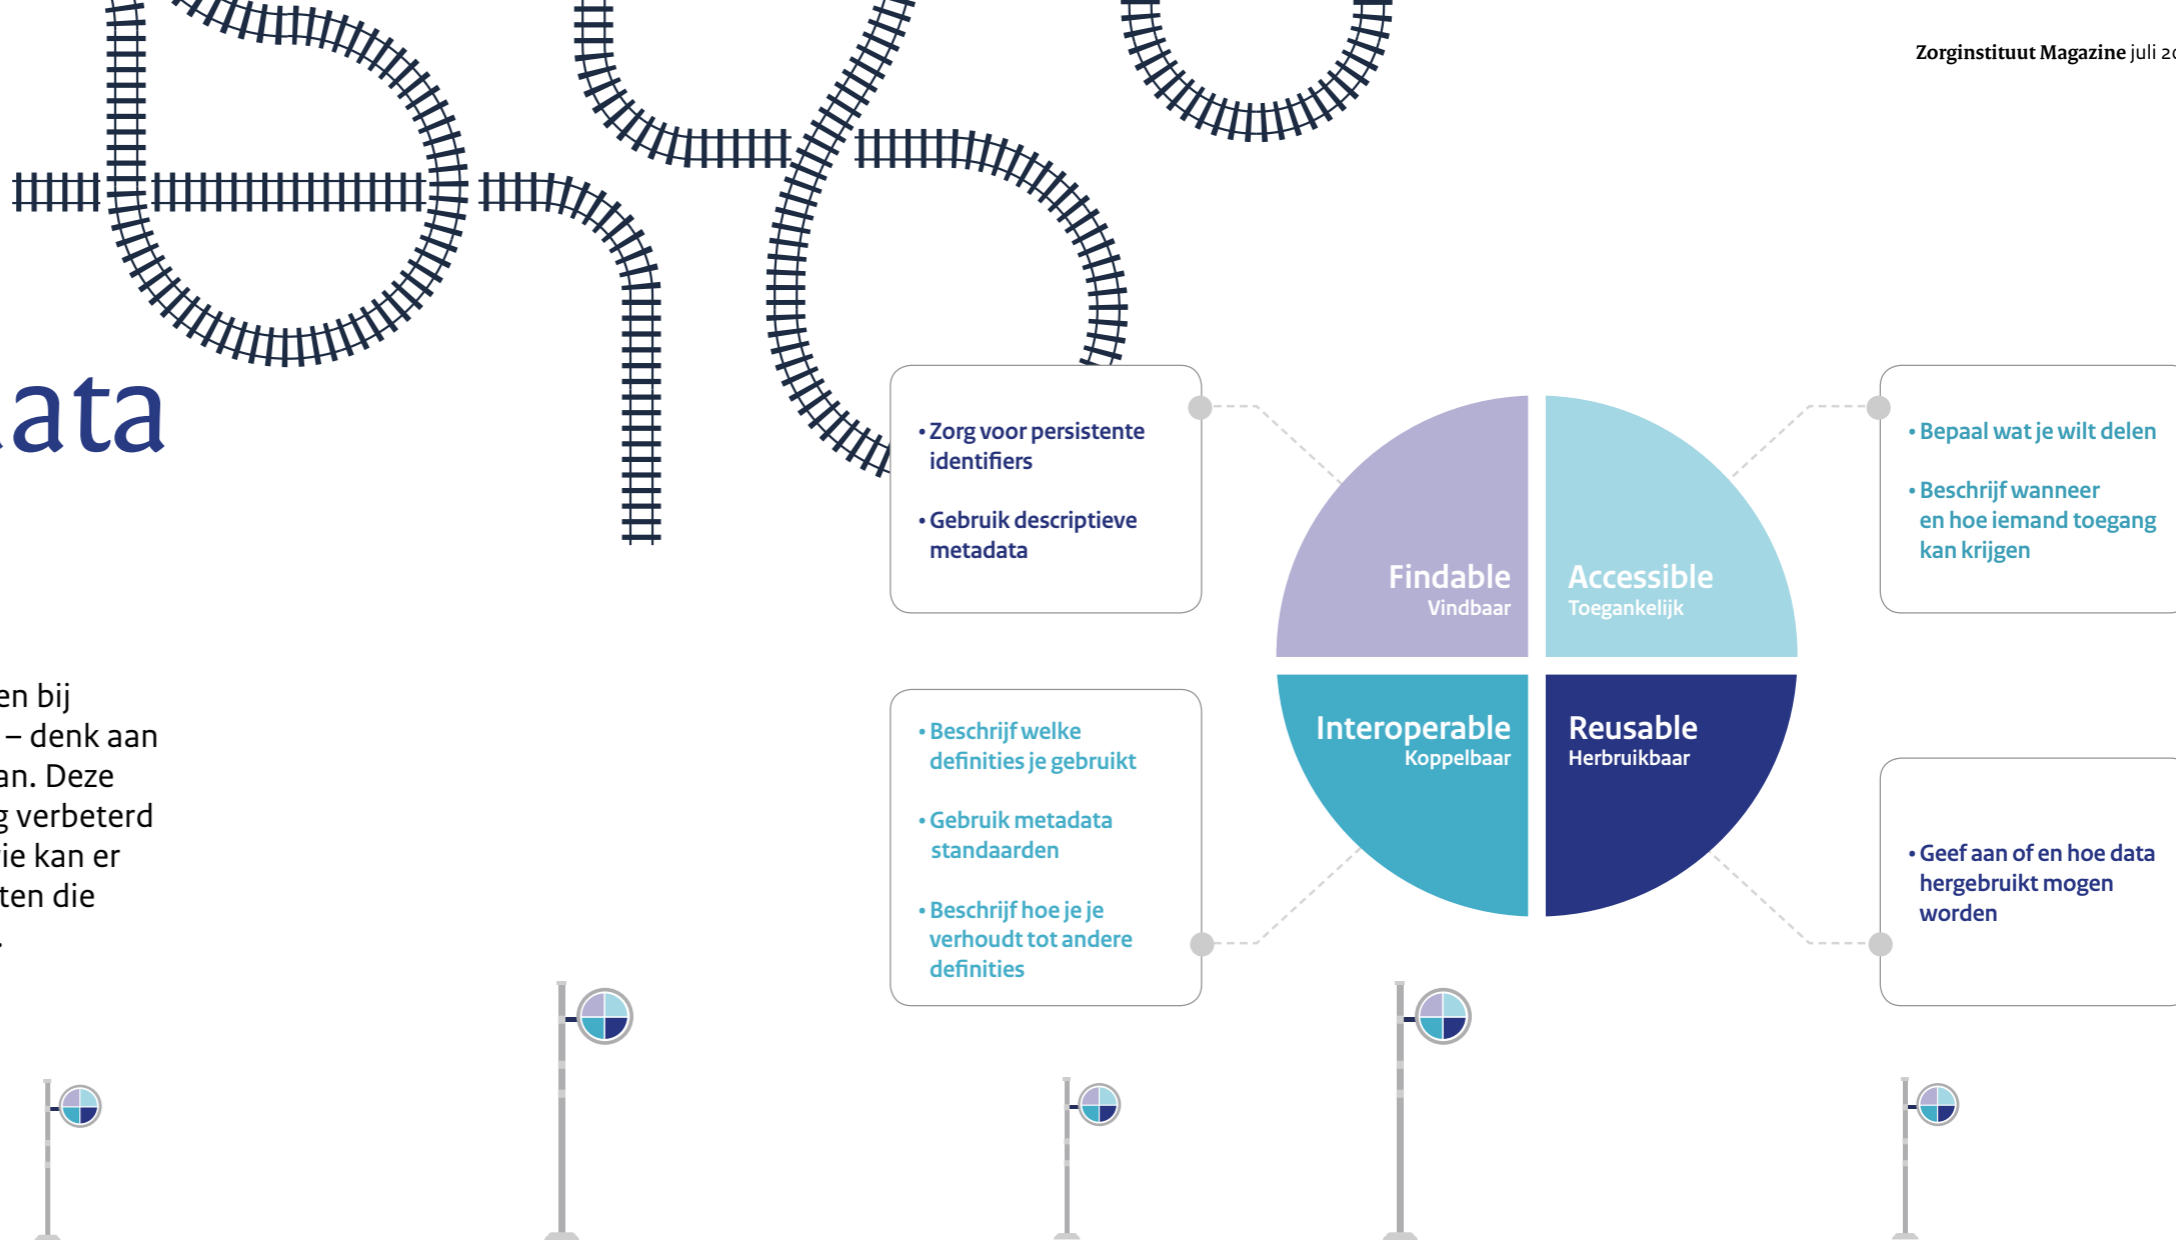 Zorginstituut Magazine juli
ata
en bij
– denk aan
an. Deze
verbeterd
kan er
ten die
• Zorg voor persistente
identifiers
• Gebruik descriptieve
metadata
Findable
Vindbaar
Accessible
Toegankelijk
• Bepaal wat je wilt delen
• Beschrijf wanneer
en hoe iemand toegang
kan krijgen
• Beschrijf welke
definities je gebruikt
• Gebruik metadata
standaarden
• Beschrijf hoe je je
verhoudt tot andere
definities
Interoperable
Koppelbaar
Reusable
Herbruikbaar
• Geef aan of en hoe data
hergebruikt mogen
worden